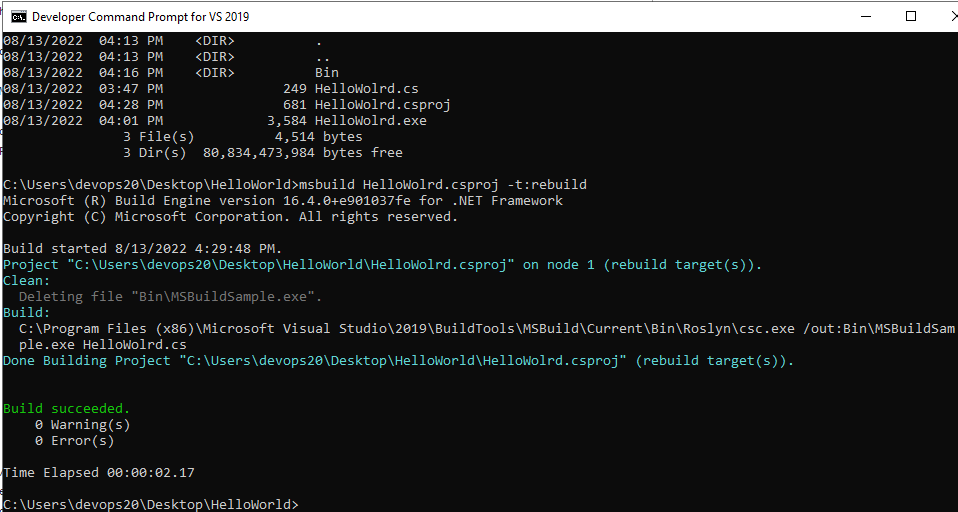 Developer Command Prompt for VS 2019
08/13/2022  04:13 PM    <DIR>          .
08/13/2022  04:13 PM    <DIR>          ..
08/13/2022  04:16 PM    <DIR>          Bin
08/13/2022  03:47 PM               249 HelloWolrd.cs
08/13/2022  04:28 PM               681 HelloWolrd.csproj
08/13/2022  04:01 PM             3,584 HelloWolrd.exe
               3 File(s)          4,514 bytes
               3 Dir(s)  80,834,473,984 bytes free
C:\Users\devops20\Desktop\HelloWorld>msbuild HelloWolrd.csproj -t:rebuild
Microsoft (R) Build Engine version 16.4.0+e901037fe for .NET Framework
Copyright (C) Microsoft Corporation. All rights reserved.
Build started 8/13/2022 4:29:48 PM.
Project "C:\Users\devops20\Desktop\HelloWorld\HelloWolrd.csproj" on node 1 (rebuild target(s)).
Clean:
  Deleting file "Bin\MSBuildSample.exe".
Build:
  C:\Program Files (x86)\Microsoft Visual Studio\2019\BuildTools\MSBuild\Current\Bin\Roslyn\csc.exe /out:Bin\MSBuildSam
  ple.exe HelloWolrd.cs
Done Building Project "C:\Users\devops20\Desktop\HelloWorld\HelloWolrd.csproj" (rebuild target(s)).
Build succeeded.
    0 Warning(s)
    0 Error(s)
Time Elapsed 00:00:02.17
C:\Users\devops20\Desktop\HelloWorld>